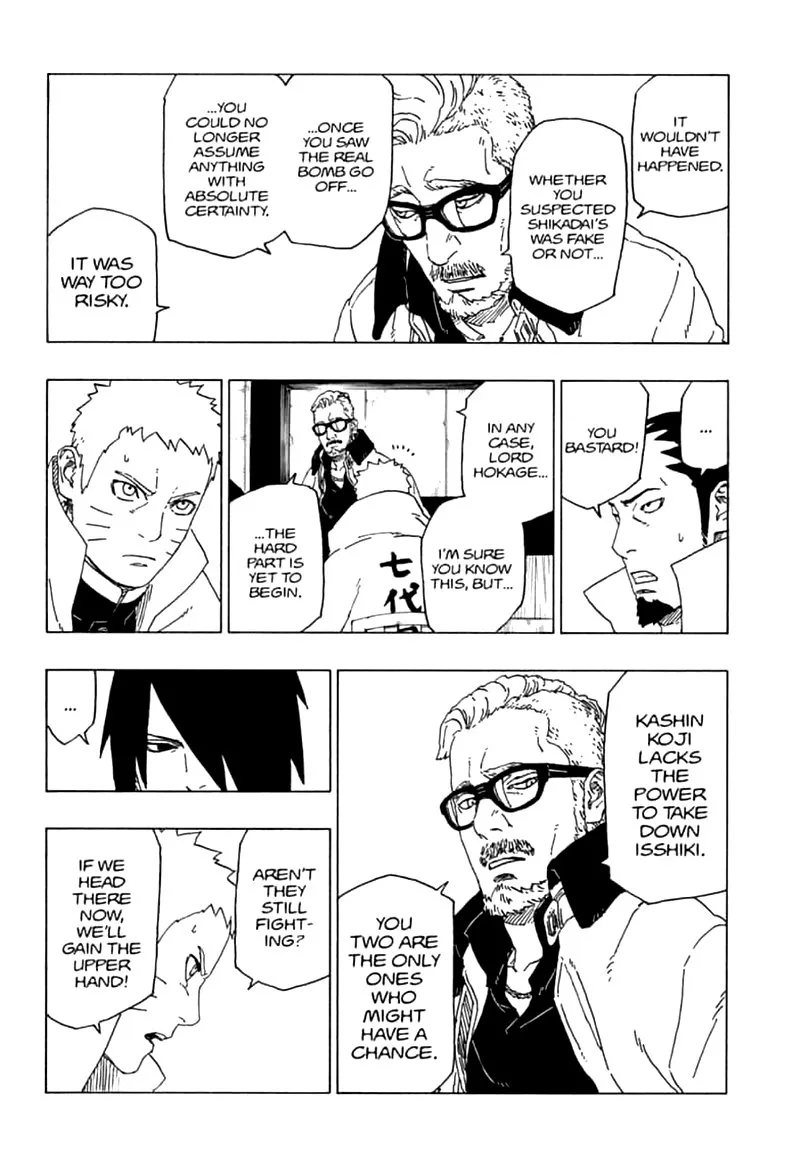 IT
WOULDN'T
HAVE
HAPPENED.
WHETHER
YOU
SUSPECTED
SHIKADAI'S
WAS FAKE
OR NOT...
...ONCE
YOU SAW
THE REAL
BOMB GO
OFF...
...YOU
COULD NO
LONGER
ASSUME
ANYTHING
WITH
ABSOLUTE
CERTAINTY.
IT WAS
WAY TOO
RISKY.
...
YOU
BASTARD!
IN ANY
CASE,
LORD
HOKAGE...
I'M SURE
YOU KNOW
THIS, BUT...
...THE
HARD
PART IS
YET TO
BEGIN.
七
代
KASHIN
KOJI
LACKS
THE
POWER
TO TAKE
DOWN
ISSHIKI.
YOU
TWO ARE
THE ONLY
ONES
WHO
MIGHT
HAVE A
CHANCE.
...
AREN'T
THEY
STILL
FIGHT-
ING?
IF WE
HEAD
THERE
NOW,
WE'LL
GAIN THE
UPPER
HAND!